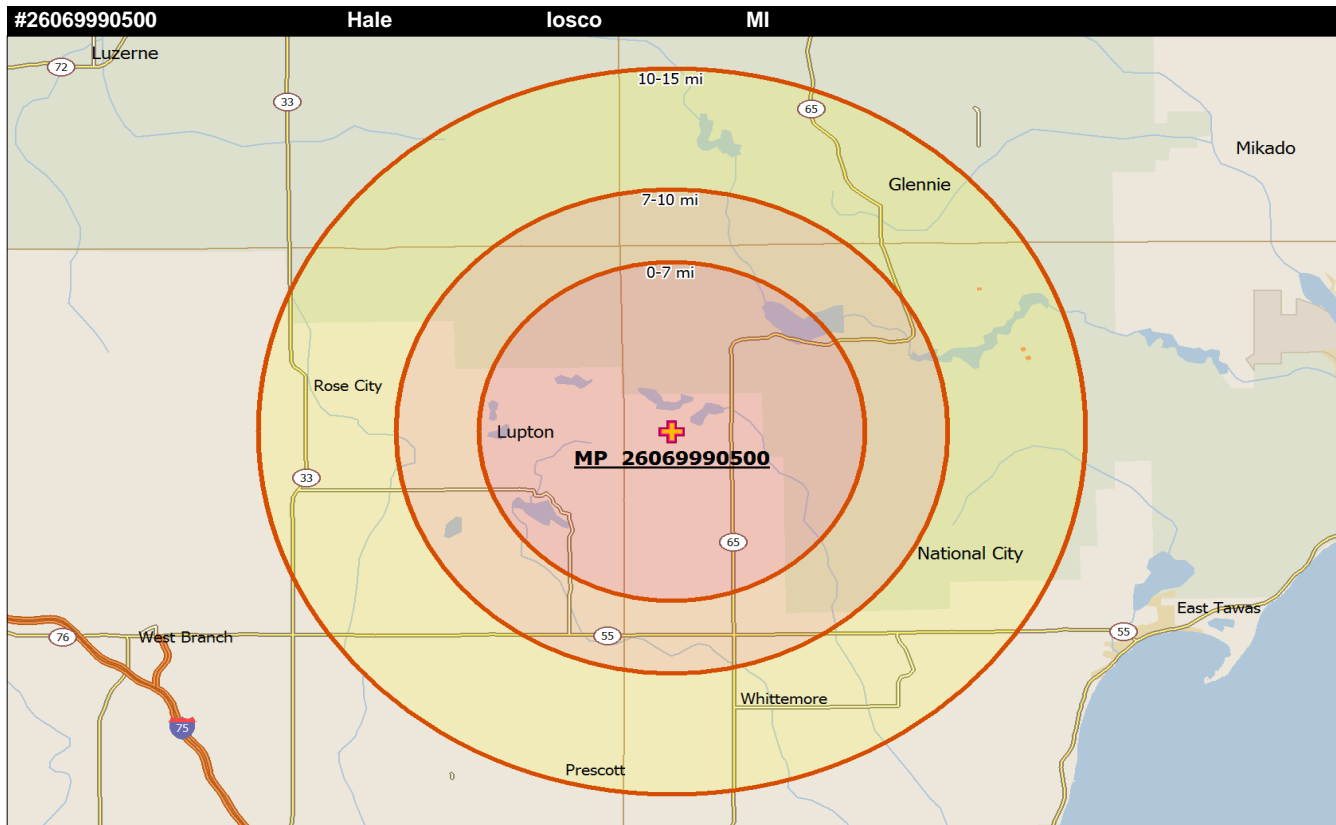 #26069990500 Hale Iosco MI
Luzerne
72
10-15 mi
33
65
Mikado
Glennie
7-10 mi
0-7 mi
Rose City
Lupton
MP 26069990500
33
65
National City
East Tawas
76
West Branch
55
55
Whittemore
75
Prescott